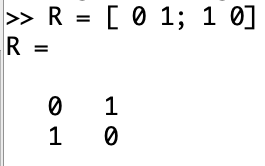 >> R = [ 0 1; 1 0]
R =
0 1
1 0